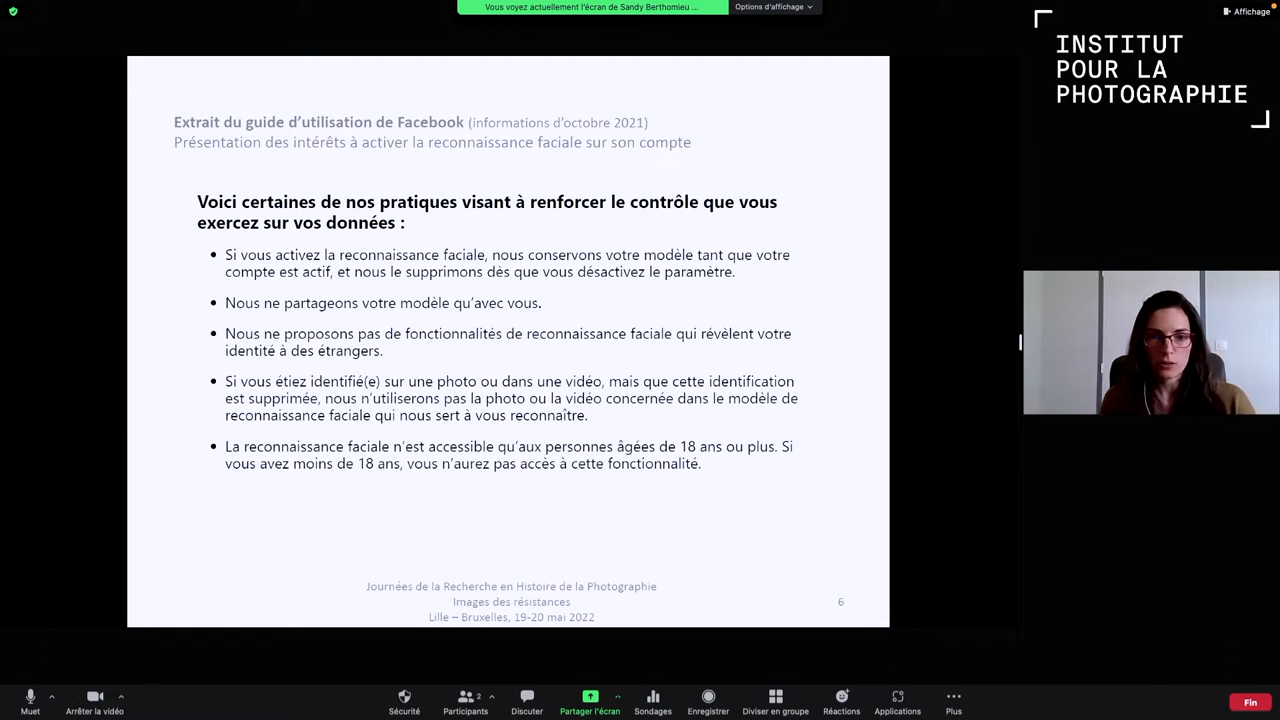 Vous voyez actuellement l'écran de Sandy Berthomieu ...
Options d'affichage
Affichage
INSTITUT
POUR LA
PHOTOGRAPHIE
Extrait du guide d'utilisation de Facebook (informations d'octobre 2021)
Présentation des intérêts à activer la reconnaissance faciale sur son compte
Voici certaines de nos pratiques visant à renforcer le contrôle que vous
exercez sur vos données :
• Si vous activez la reconnaissance faciale, nous conservons votre modèle tant que votre
compte est actif, et nous le supprimons dès que vous désactivez le paramètre.
• Nous ne partageons votre modèle qu'avec vous.
• Nous ne proposons pas de fonctionnalités de reconnaissance faciale qui révèlent votre
identité à des étrangers.
• Si vous étiez identifié(e) sur une photo ou dans une vidéo, mais que cette identification
est supprimée, nous n'utiliserons pas la photo ou la vidéo concernée dans le modèle de
reconnaissance faciale qui nous sert à vous reconnaître.
• La reconnaissance faciale n'est accessible qu'aux personnes âgées de 18 ans ou plus. Si
vous avez moins de 18 ans, vous n'aurez pas accès à cette fonctionnalité.
Journées de la Recherche en Histoire de la Photographie
Images des résistances
Lille – Bruxelles, 19-20 mai 2022
6
Muet
Arrêter la vidéo
Sécurité
Participants
2
Discuter
Partager l'écran
Sondages
Enregistrer
Diviser en groupe
Réactions
Applications
Plus
Fin